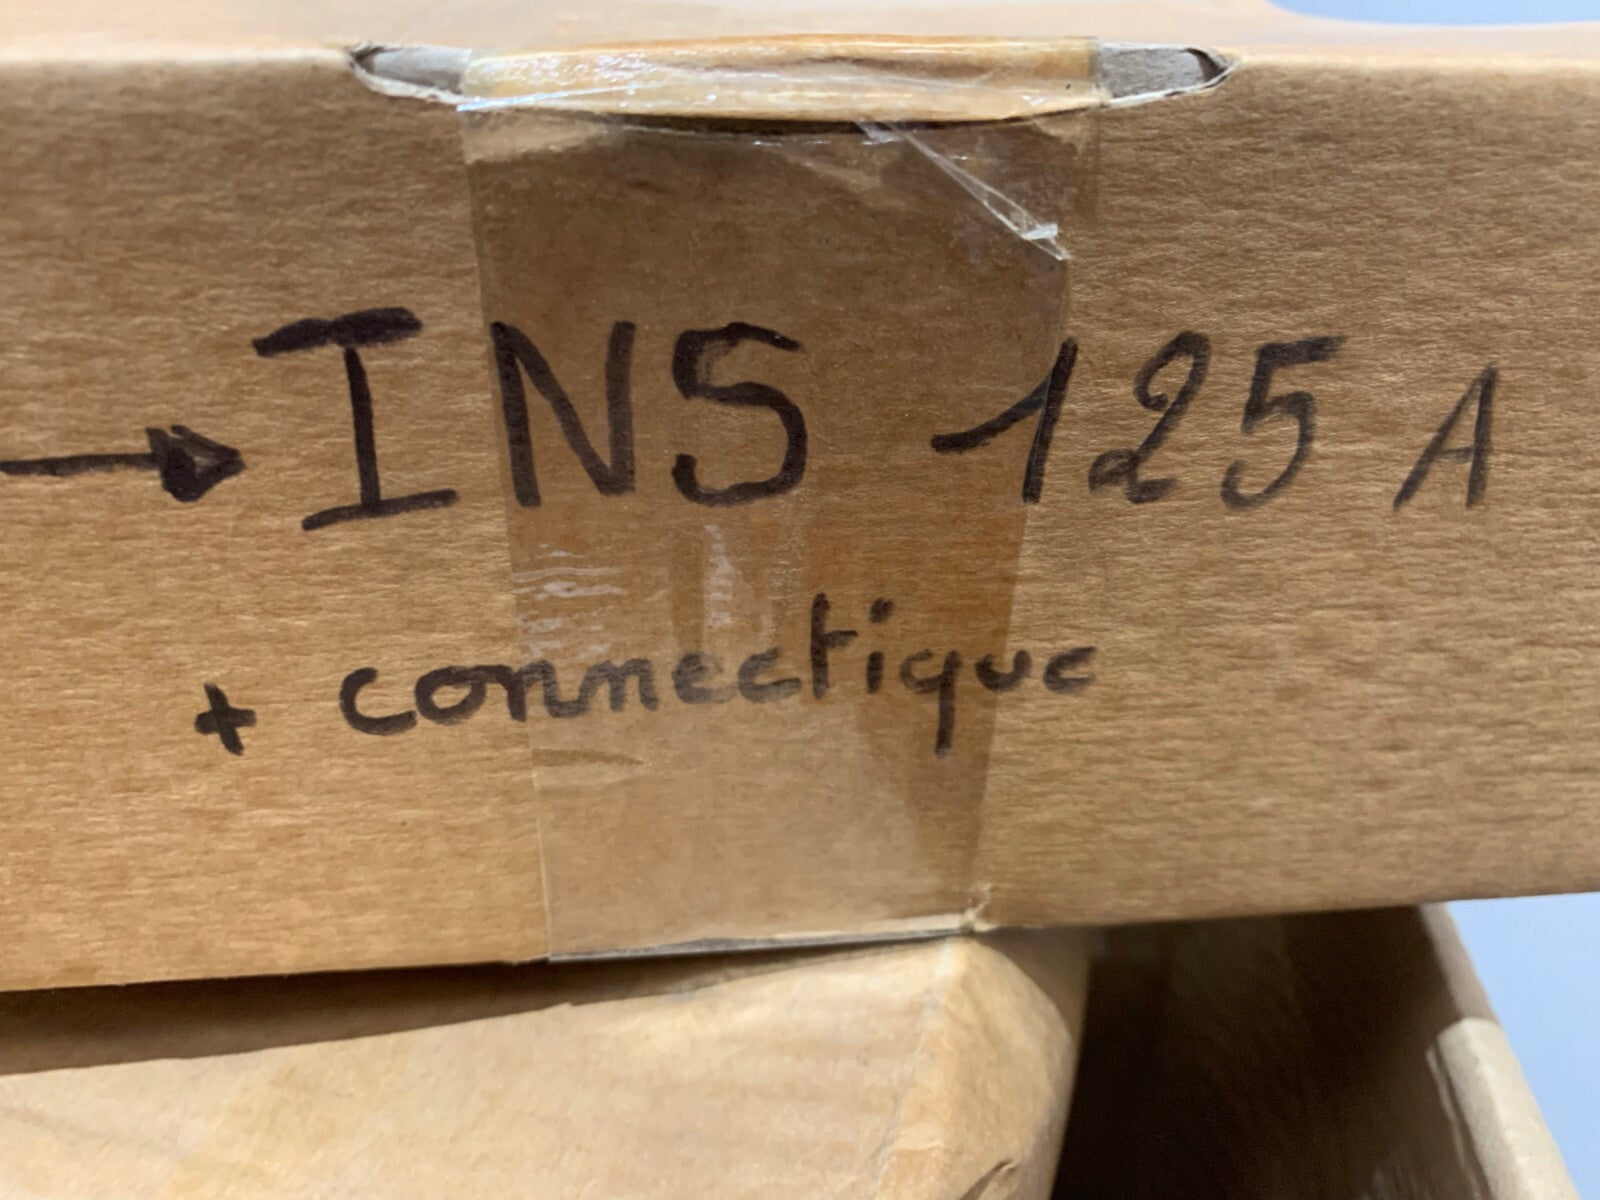 → INS 125 A
+ connectique